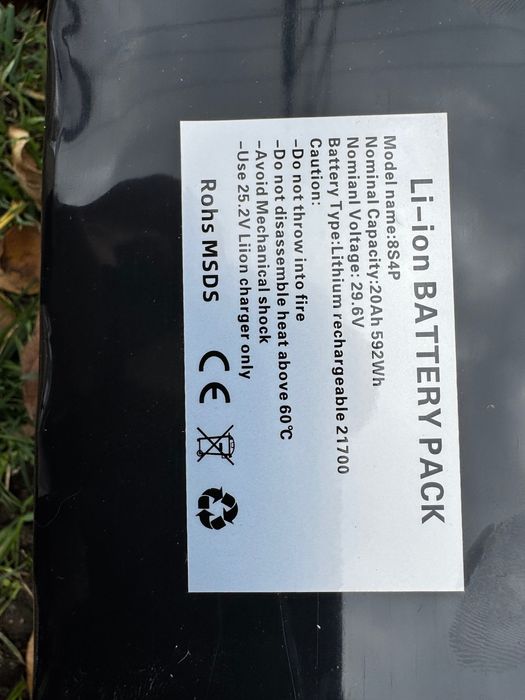 Li-ion BATTERY PACK
Model name:8S4P
Nominal Capacity:20Ah 592Wh
Nomianl Voltage: 29.6V
Battery Type:Lithium rechargeable 21700
Caution:
-Do not throw into fire
-Do not disassemble heat above 60℃
-Avoid Mechanical shock
-Use 25.2V Liion charger only
Rohs MSDS CE